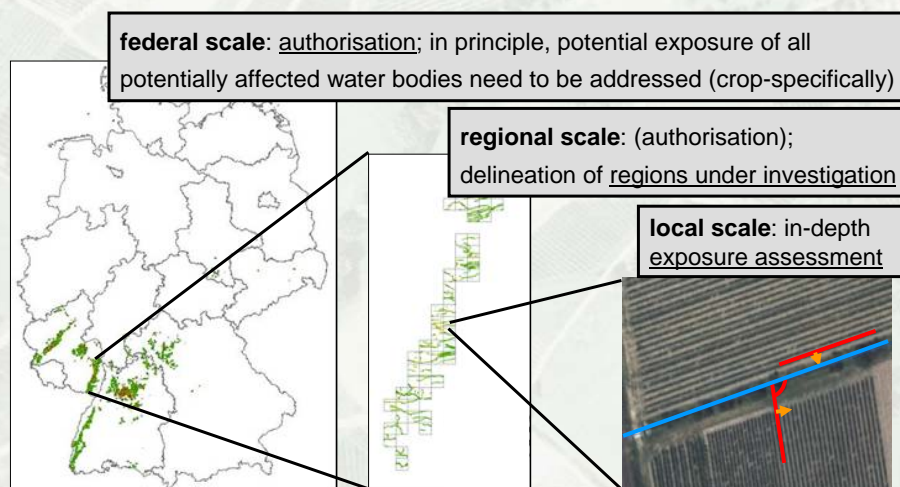 federal scale: authorisation; in principle, potential exposure of all
potentially affected water bodies need to be addressed (crop-specifically)
regional scale: (authorisation);
delineation of regions under investigation
local scale: in-depth
exposure assessment